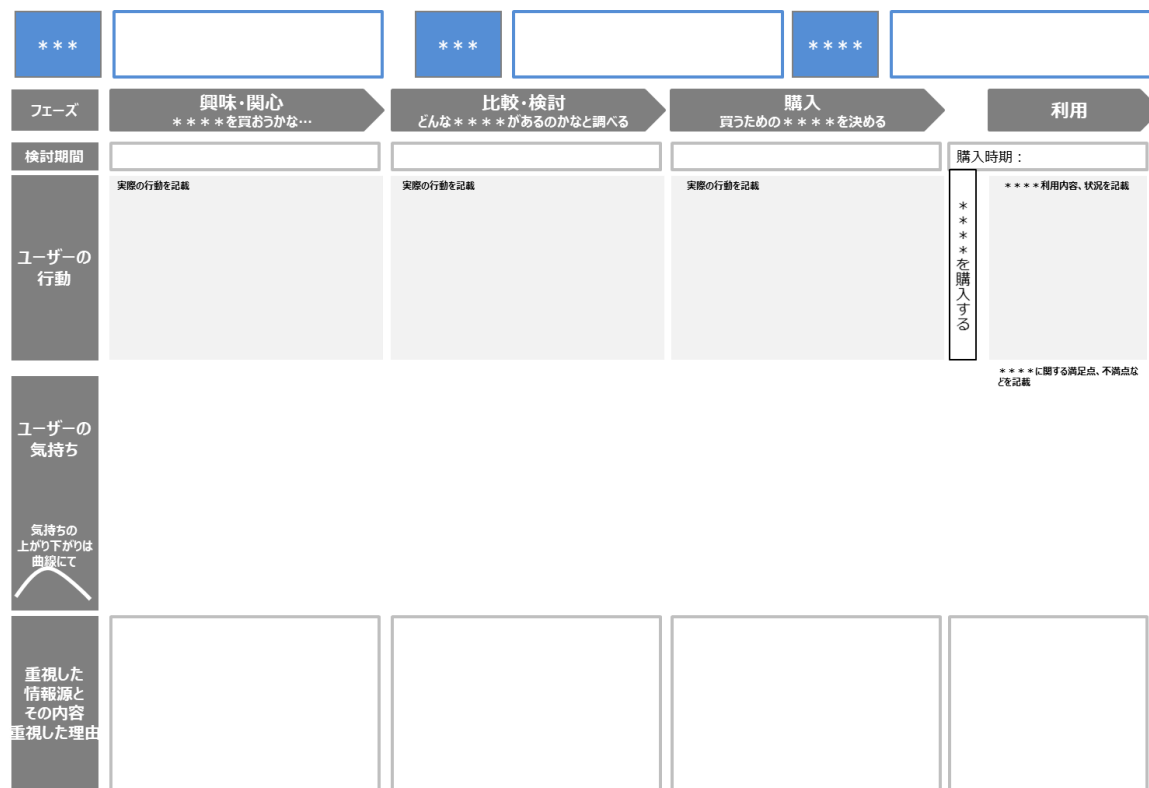 ＊＊＊
＊＊＊
＊＊＊＊
フェーズ
興味・関心
＊＊＊＊を買おうかな…
比較・検討
どんな＊＊＊＊があるのかなと調べる
購入
買うための＊＊＊＊を決める
利用
検討期間
購入時期：
ユーザーの
行動
実際の行動を記載
実際の行動を記載
実際の行動を記載
＊＊＊＊を購入する
＊＊＊＊利用内容、状況を記載
ユーザーの
気持ち
気持ちの
上がり下がりは
曲線にて
＊＊＊＊に関する満足点、不満点な
どを記載
重視した
情報源と
その内容
重視した理由